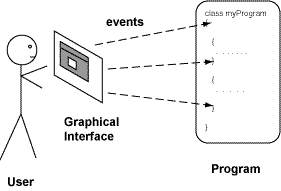 events
class myProgram
{
{
. . . . . . .
}
{
. . . . . .
}
}
Graphical
Interface
User
Program